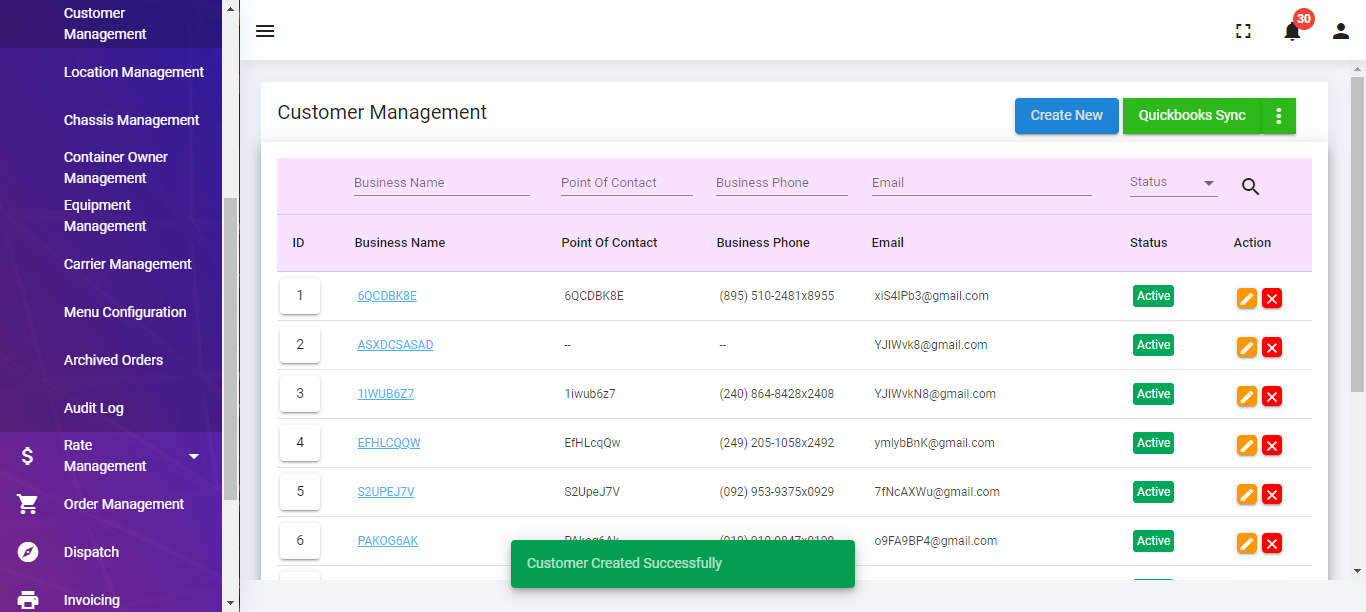 Customer
Management
Location Management
Chassis Management
Container Owner
Management
Equipment
Management
Carrier Management
Menu Configuration
Archived Orders
Audit Log
Rate
Management
Order Management
Dispatch
Invoicing
30
Customer Management
Create New
Quickbooks Sync
Business Name Point Of Contact Business Phone Email Status
ID Business Name Point Of Contact Business Phone Email Status Action
1 6QCDBK8E 6QCDBK8E (895) 510-2481x8955 xiS4IPb3@gmail.com Active
2 ASXDCSASAD -- -- YJIWvk8@gmail.com Active
3 1IWUB6Z7 1iwub6z7 (240) 864-8428x2408 YJIWvkN8@gmail.com Active
4 EFHLCQQW EfHLcqQw (249) 205-1058x2492 ymlybBnK@gmail.com Active
5 S2UPEJ7V S2UpeJ7V (092) 953-9375x0929 7fNcAXWu@gmail.com Active
6 PAKOG6AK o9FA9BP4@gmail.com Active
Customer Created Successfully